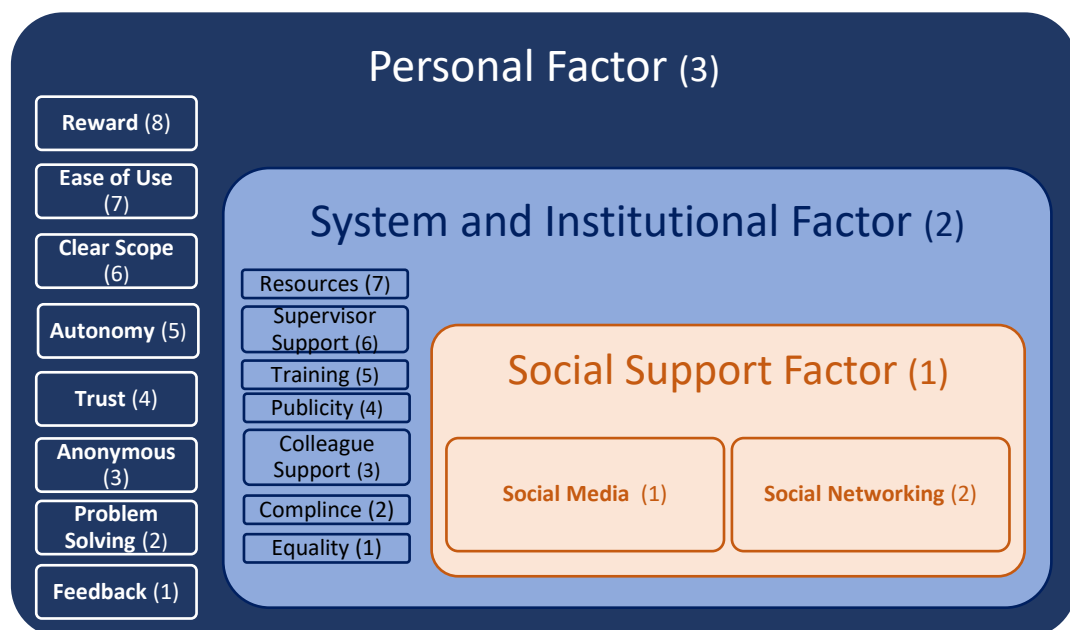 Personal Factor (3)
Reward (8)
Ease of Use
(7)
Clear Scope
(6)
Autonomy (5)
Trust (4)
Anonymous
(3)
Problem
Solving (2)
Feedback (1)
System and Institutional Factor (2)
Resources (7)
Supervisor
Support (6)
Training (5)
Publicity (4)
Colleague
Support (3)
Complince (2)
Equality (1)
Social Support Factor (1)
Social Media (1)
Social Networking (2)